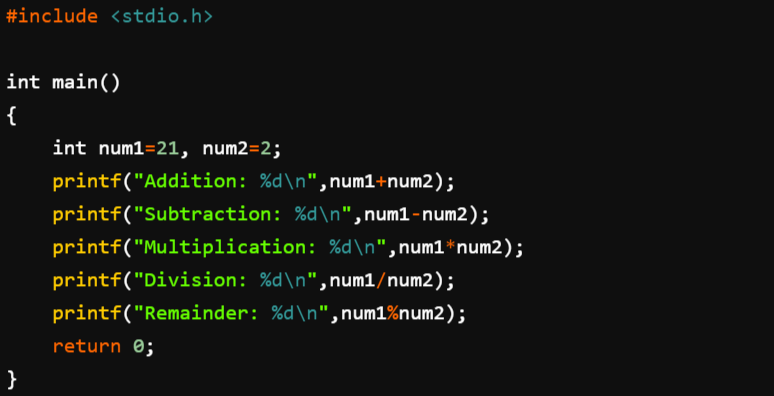 #include <stdio.h>

int main()
{
    int num1=21, num2=2;
    printf("Addition: %d\n",num1+num2);
    printf("Subtraction: %d\n",num1-num2);
    printf("Multiplication: %d\n",num1*num2);
    printf("Division: %d\n",num1/num2);
    printf("Remainder: %d\n",num1%num2);
    return 0;
}